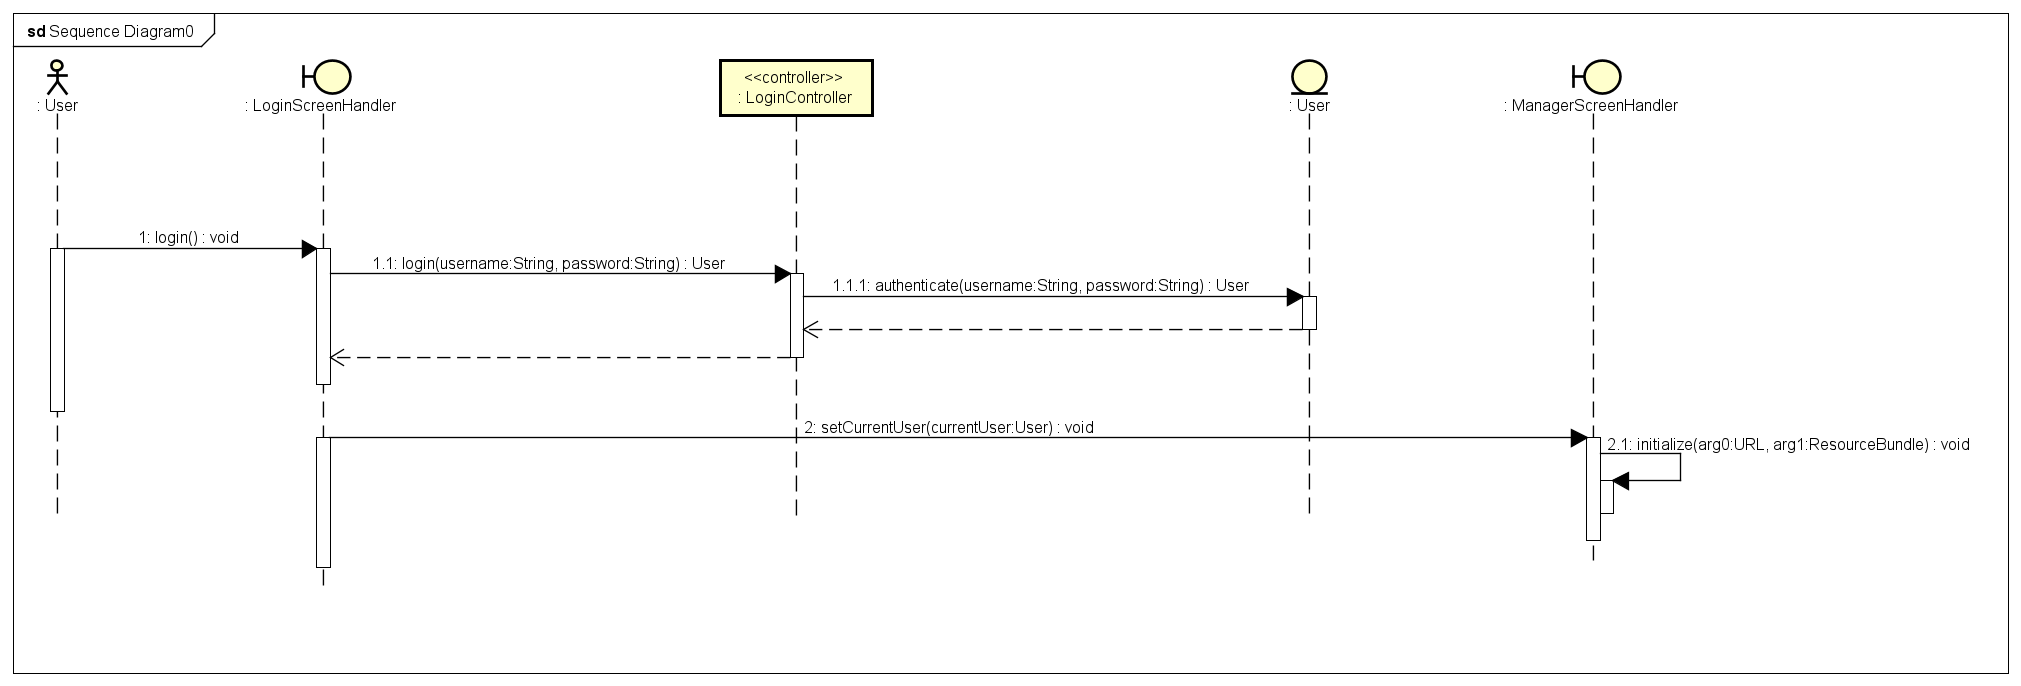 sd Sequence Diagram0
: User
: LoginScreenHandler
<<controller>>
: LoginController
: User
: ManagerScreenHandler
1: login() : void
1.1: login(username:String, password:String) : User
1.1.1: authenticate(username:String, password:String) : User
2: setCurrentUser(currentUser:User) : void
2.1: initialize(arg0:URL, arg1:ResourceBundle) : void